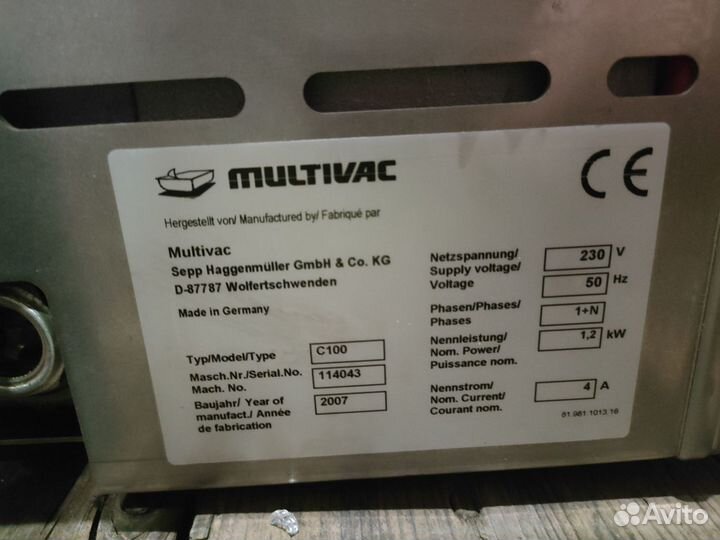 MULTIVAC
CE
Hergestellt von/ Manufactured by/ Fabriqué par
Multivac
Sepp Haggenmüller GmbH & Co. KG
D-87787 Wolfertschwenden
Made in Germany
Typ/Model/Type C100
Masch.Nr./Serial.No. 114043
Mach. No.
Baujahr/ Year of 2007
manufact./ Année
de fabrication
Netzspannung/ 230 V
Supply voltage/
Voltage 50 Hz
Phasen/Phases/ 1+N
Phases
Nennleistung/ 1,2 kW
Nom. Power/
Puissance nom.
Nennstrom/ 4 A
Nom. Current/
Courant nom.
81.981 1013.16
Avito